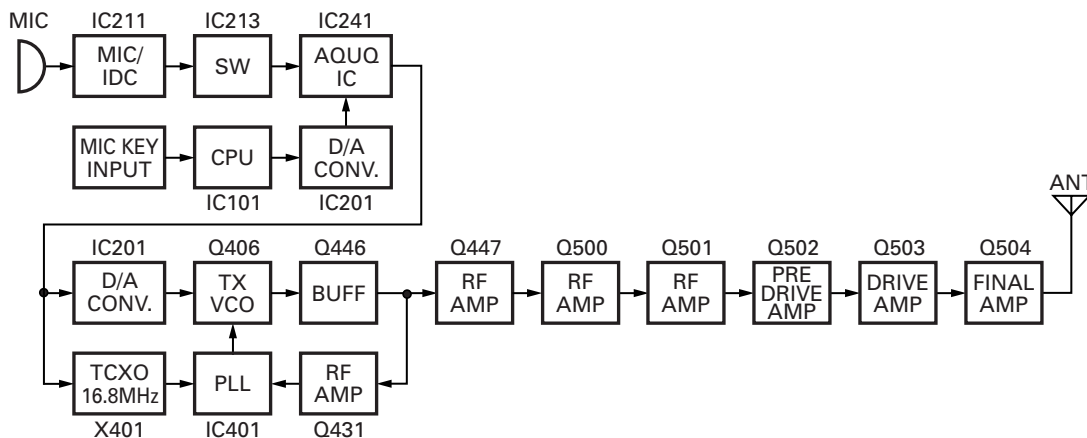 MIC
IC211
IC213
IC241
MIC/
IDC
SW
AQUQ
IC
MIC KEY
INPUT
CPU
D/A
CONV.
IC101
IC201
ANT
IC201
Q406
Q446
Q447
Q500
Q501
Q502
Q503
Q504
D/A
CONV.
TX
VCO
BUFF
RF
AMP
RF
AMP
RF
AMP
PRE
DRIVE
AMP
DRIVE
AMP
FINAL
AMP
TCXO
16.8MHz
PLL
RF
AMP
X401
IC401
Q431